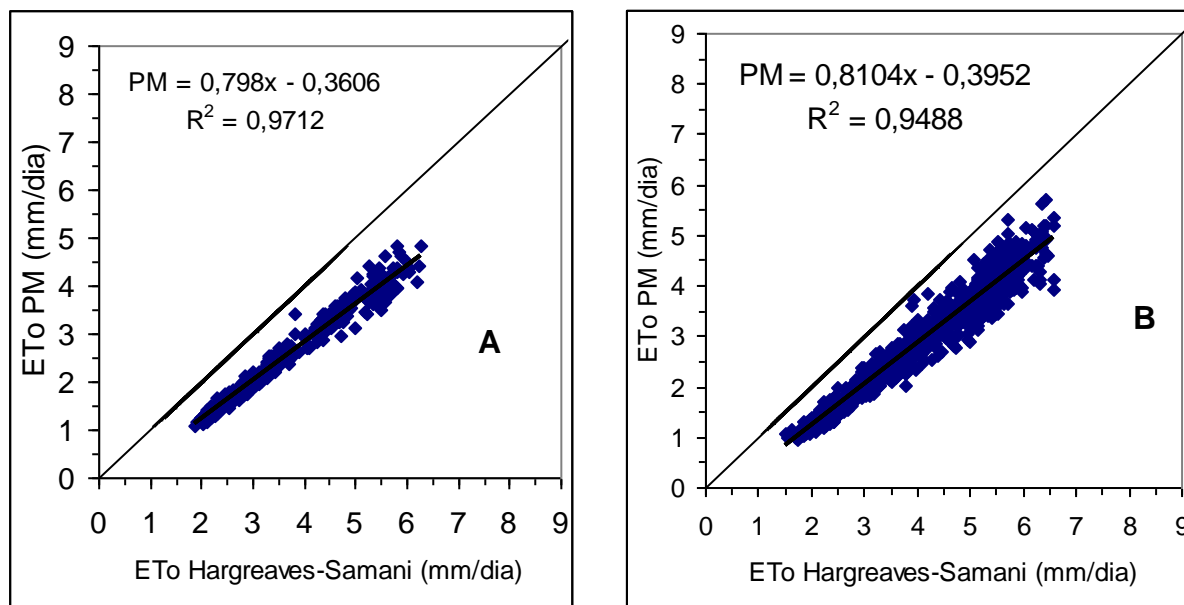 PM = 0,798x - 0,3606
R² = 0,9712
ETo PM (mm/dia)
9
8
7
6
5
4
3
2
1
0
0 1 2 3 4 5 6 7 8 9
ETo Hargreaves-Samani (mm/dia)
A
PM = 0,8104x - 0,3952
R² = 0,9488
ETo PM (mm/dia)
9
8
7
6
5
4
3
2
1
0
0 1 2 3 4 5 6 7 8 9
ETo Hargreaves-Samani (mm/dia)
B